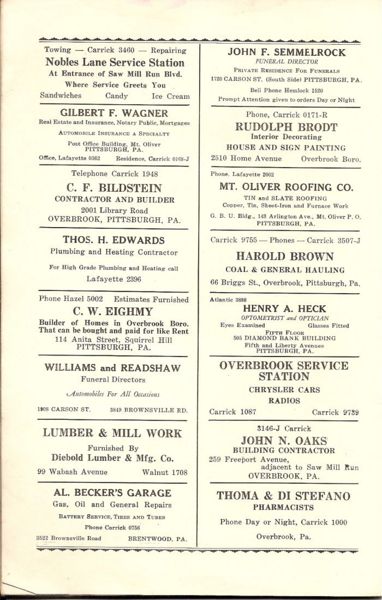 Towing — Carrick 3460 — Repairing
Nobles Lane Service Station
At Entrance of Saw Mill Run Blvd.
Where Service Greets You
Sandwiches Candy Ice Cream
GILBERT F. WAGNER
Real Estate and Insurance, Notary Public, Mortgages
AUTOMOBILE INSURANCE A SPECIALTY
Post Office Building, Mt. Oliver
PITTSBURGH, PA.
Office, Lafayette 0362 Residence, Carrick 0168-J
Telephone Carrick 1948
C. F. BILDSTEIN
CONTRACTOR AND BUILDER
2001 Library Road
OVERBROOK, PITTSBURGH, PA.
THOS. H. EDWARDS
Plumbing and Heating Contractor
For High Grade Plumbing and Heating call
Lafayette 2396
Phone Hazel 5002 Estimates Furnished
C. W. EIGHMY
Builder of Homes in Overbrook Boro.
That can be bought and paid for like Rent
114 Anita Street, Squirrel Hill
PITTSBURGH, PA.
WILLIAMS and READSHAW
Funeral Directors
Automobiles For All Occasions
1808 CARSON ST. 2849 BROWNSVILLE RD.
LUMBER & MILL WORK
Furnished By
Diebold Lumber & Mfg. Co.
99 Wabash Avenue Walnut 1708
AL. BECKER'S GARAGE
Gas, Oil and General Repairs
BATTERY SERVICE, TIRES AND TUBES
Phone Carrick 0756
3522 Brownsville Road BRENTWOOD, PA.
JOHN F. SEMMELROCK
FUNERAL DIRECTOR
PRIVATE RESIDENCE FOR FUNERALS
1720 CARSON ST. (South Side) PITTSBURGH, PA.
Bell Phone Hemlock 1520
Prompt Attention given to orders Day or Night
Phone, Carrick 0171-R
RUDOLPH BRODT
Interior Decorating
HOUSE AND SIGN PAINTING
2510 Home Avenue Overbrook Boro.
Phone, Lafayette 2002
MT. OLIVER ROOFING CO.
TIN and SLATE ROOFING
Copper, Tin, Sheet-Iron and Furnace Work
G. B. U. Bldg., 143 Arlington Ave., Mt. Oliver P. O.
PITTSBURGH, PA.
Carrick 9755 — Phones — Carrick 3507-J
HAROLD BROWN
COAL & GENERAL HAULING
66 Briggs St., Overbrook, Pittsburgh, Pa.
Atlantic 3888
HENRY A. HECK
OPTOMETRIST and OPTICIAN
Eyes Examined Glasses Fitted
FIFTH FLOOR
505 DIAMOND BANK BUILDING
Fifth and Liberty Avenues
PITTSBURGH, PA.
OVERBROOK SERVICE
STATION
CHRYSLER CARS
RADIOS
Carrick 1087 Carrick 9739
3146-J Carrick
JOHN N. OAKS
BUILDING CONTRACTOR
259 Freeport Avenue,
adjacent to Saw Mill Run
OVERBROOK, PA.
THOMA & DI STEFANO
PHARMACISTS
Phone Day or Night, Carrick 1000
Overbrook, Pa.